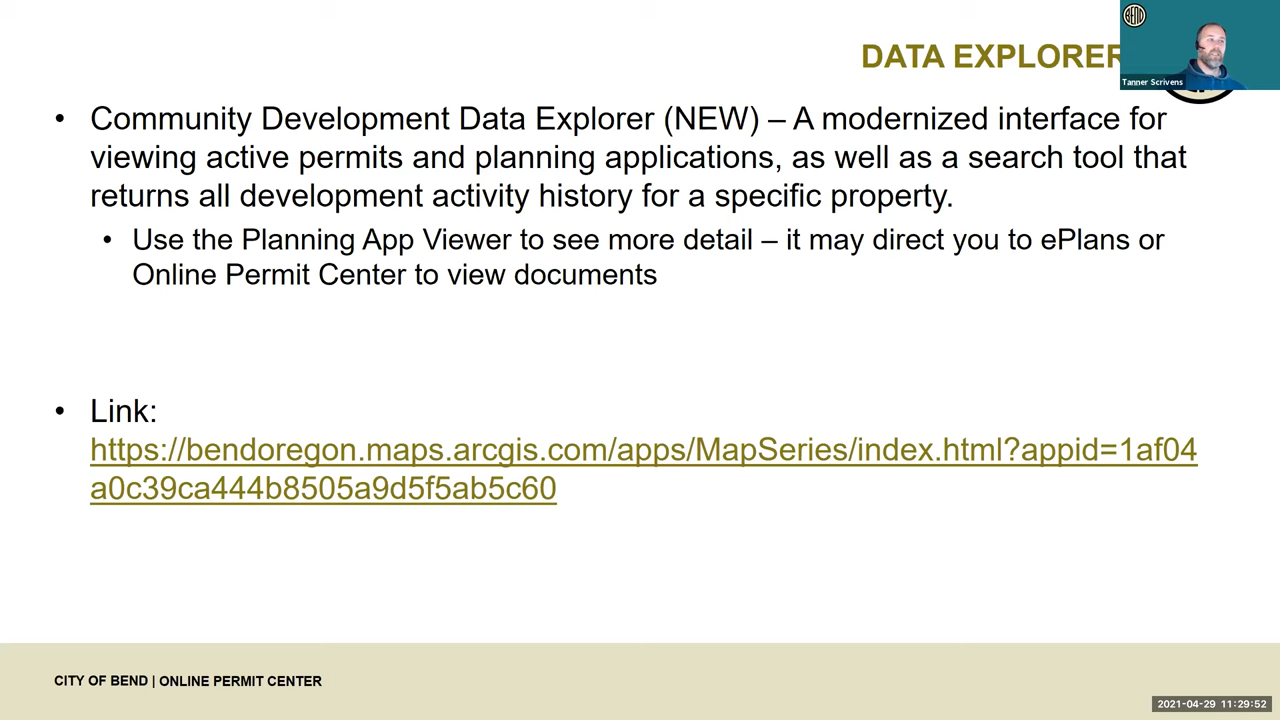 DATA EXPLORER
BEND
Tanner Scrivens
• Community Development Data Explorer (NEW) – A modernized interface for
viewing active permits and planning applications, as well as a search tool that
returns all development activity history for a specific property.
• Use the Planning App Viewer to see more detail – it may direct you to ePlans or
Online Permit Center to view documents
• Link:
https://bendoregon.maps.arcgis.com/apps/MapSeries/index.html?appid=1af04
a0c39ca444b8505a9d5f5ab5c60
CITY OF BEND | ONLINE PERMIT CENTER
2021-04-29 11:29:52